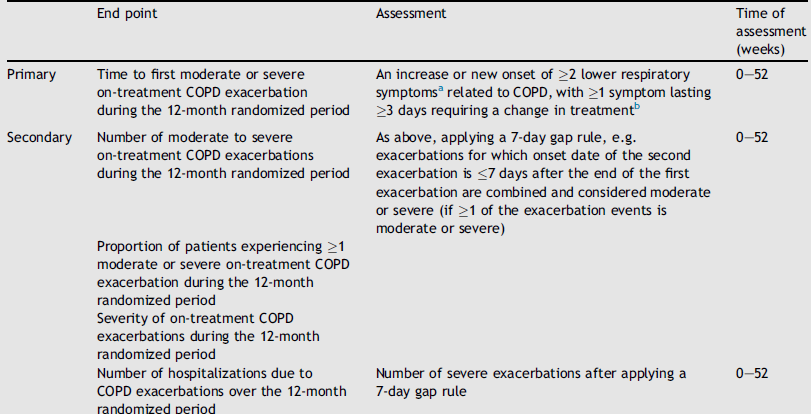 End point Assessment Time of
assessment
(weeks)
Primary Time to first moderate or severe An increase or new onset of ≥2 lower respiratory 0–52
on-treatment COPD exacerbation symptomsa related to COPD, with ≥1 symptom lasting
during the 12-month randomized period ≥3 days requiring a change in treatmentb
Secondary Number of moderate to severe As above, applying a 7-day gap rule, e.g. 0–52
on-treatment COPD exacerbations exacerbations for which onset date of the second
during the 12-month randomized period exacerbation is ≤7 days after the end of the first
exacerbation are combined and considered moderate
or severe (if ≥1 of the exacerbation events is
moderate or severe)
Proportion of patients experiencing ≥1
moderate or severe on-treatment COPD
exacerbation during the 12-month
randomized period
Severity of on-treatment COPD
exacerbations during the 12-month
randomized period
Number of hospitalizations due to Number of severe exacerbations after applying a 0–52
COPD exacerbations over the 12-month 7-day gap rule
randomized period